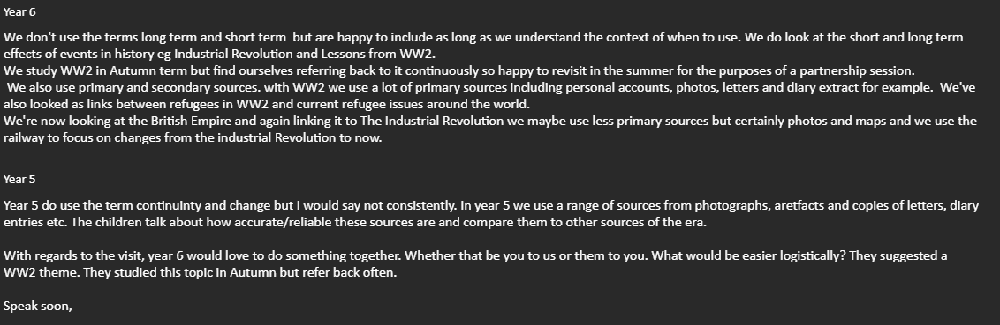 Year 6
We don't use the terms long term and short term  but are happy to include as long as we understand the context of when to use. We do look at the short and long term
effects of events in history eg Industrial Revolution and Lessons from WW2.
We study WW2 in Autumn term but find ourselves referring back to it continuously so happy to revisit in the summer for the purposes of a partnership session.
We also use primary and secondary sources. with WW2 we use a lot of primary sources including personal accounts, photos, letters and diary extract for example.  We've
also looked as links between refugees in WW2 and current refugee issues around the world.
We're now looking at the British Empire and again linking it to The Industrial Revolution we maybe use less primary sources but certainly photos and maps and we use the
railway to focus on changes from the industrial Revolution to now.
Year 5
Year 5 do use the term continuinty and change but I would say not consistently. In year 5 we use a range of sources from photographs, aretfacts and copies of letters, diary
entries etc. The children talk about how accurate/reliable these sources are and compare them to other sources of the era.
With regards to the visit, year 6 would love to do something together. Whether that be you to us or them to you. What would be easier logistically? They suggested a
WW2 theme. They studied this topic in Autumn but refer back often.
Speak soon,